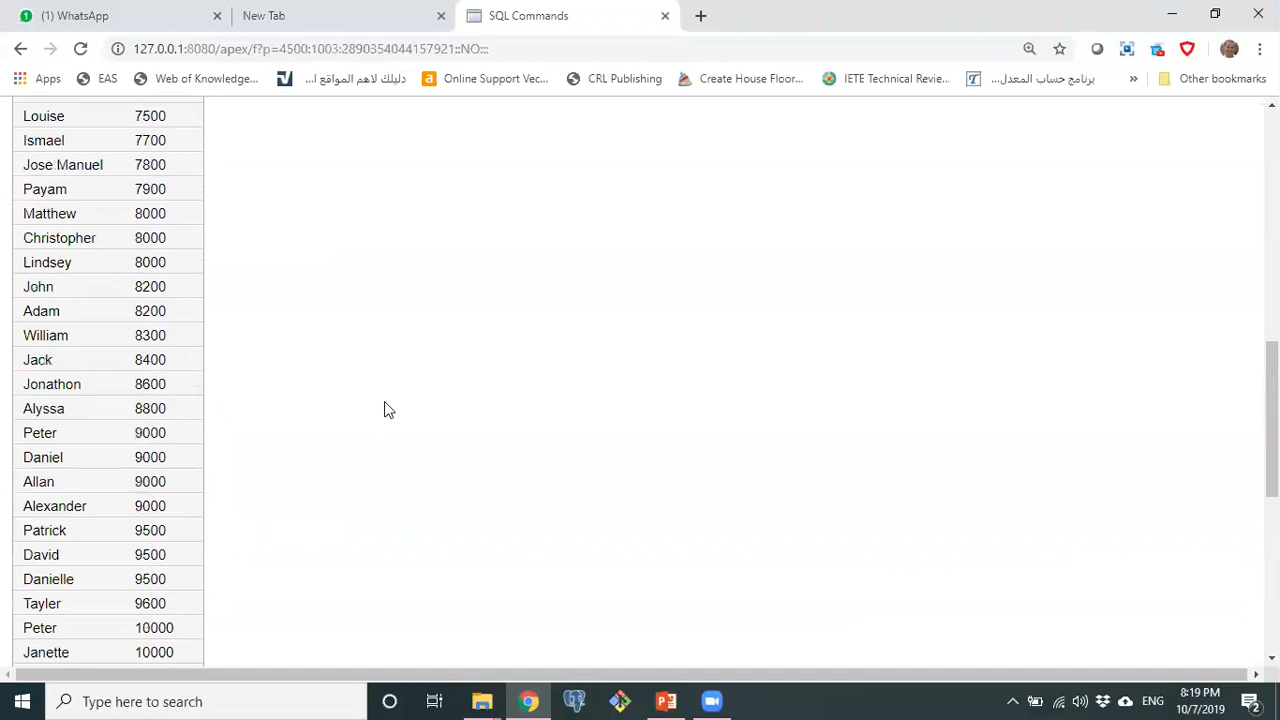 (1) WhatsApp
New Tab
SQL Commands
127.0.0.1:8080/apex/f?p=4500:1003:2890354044157921::NO:::
Apps EAS Web of Knowledge... دليلك لاهم المواقع ا... Online Support Vec... CRL Publishing Create House Floor... IETE Technical Revie... برنامج حساب المعدل... » Other bookmarks
Louise 7500
Ismael 7700
Jose Manuel 7800
Payam 7900
Matthew 8000
Christopher 8000
Lindsey 8000
John 8200
Adam 8200
William 8300
Jack 8400
Jonathon 8600
Alyssa 8800
Peter 9000
Daniel 9000
Allan 9000
Alexander 9000
Patrick 9500
David 9500
Danielle 9500
Tayler 9600
Peter 10000
Janette 10000
Type here to search
ENG
8:19 PM
10/7/2019
2